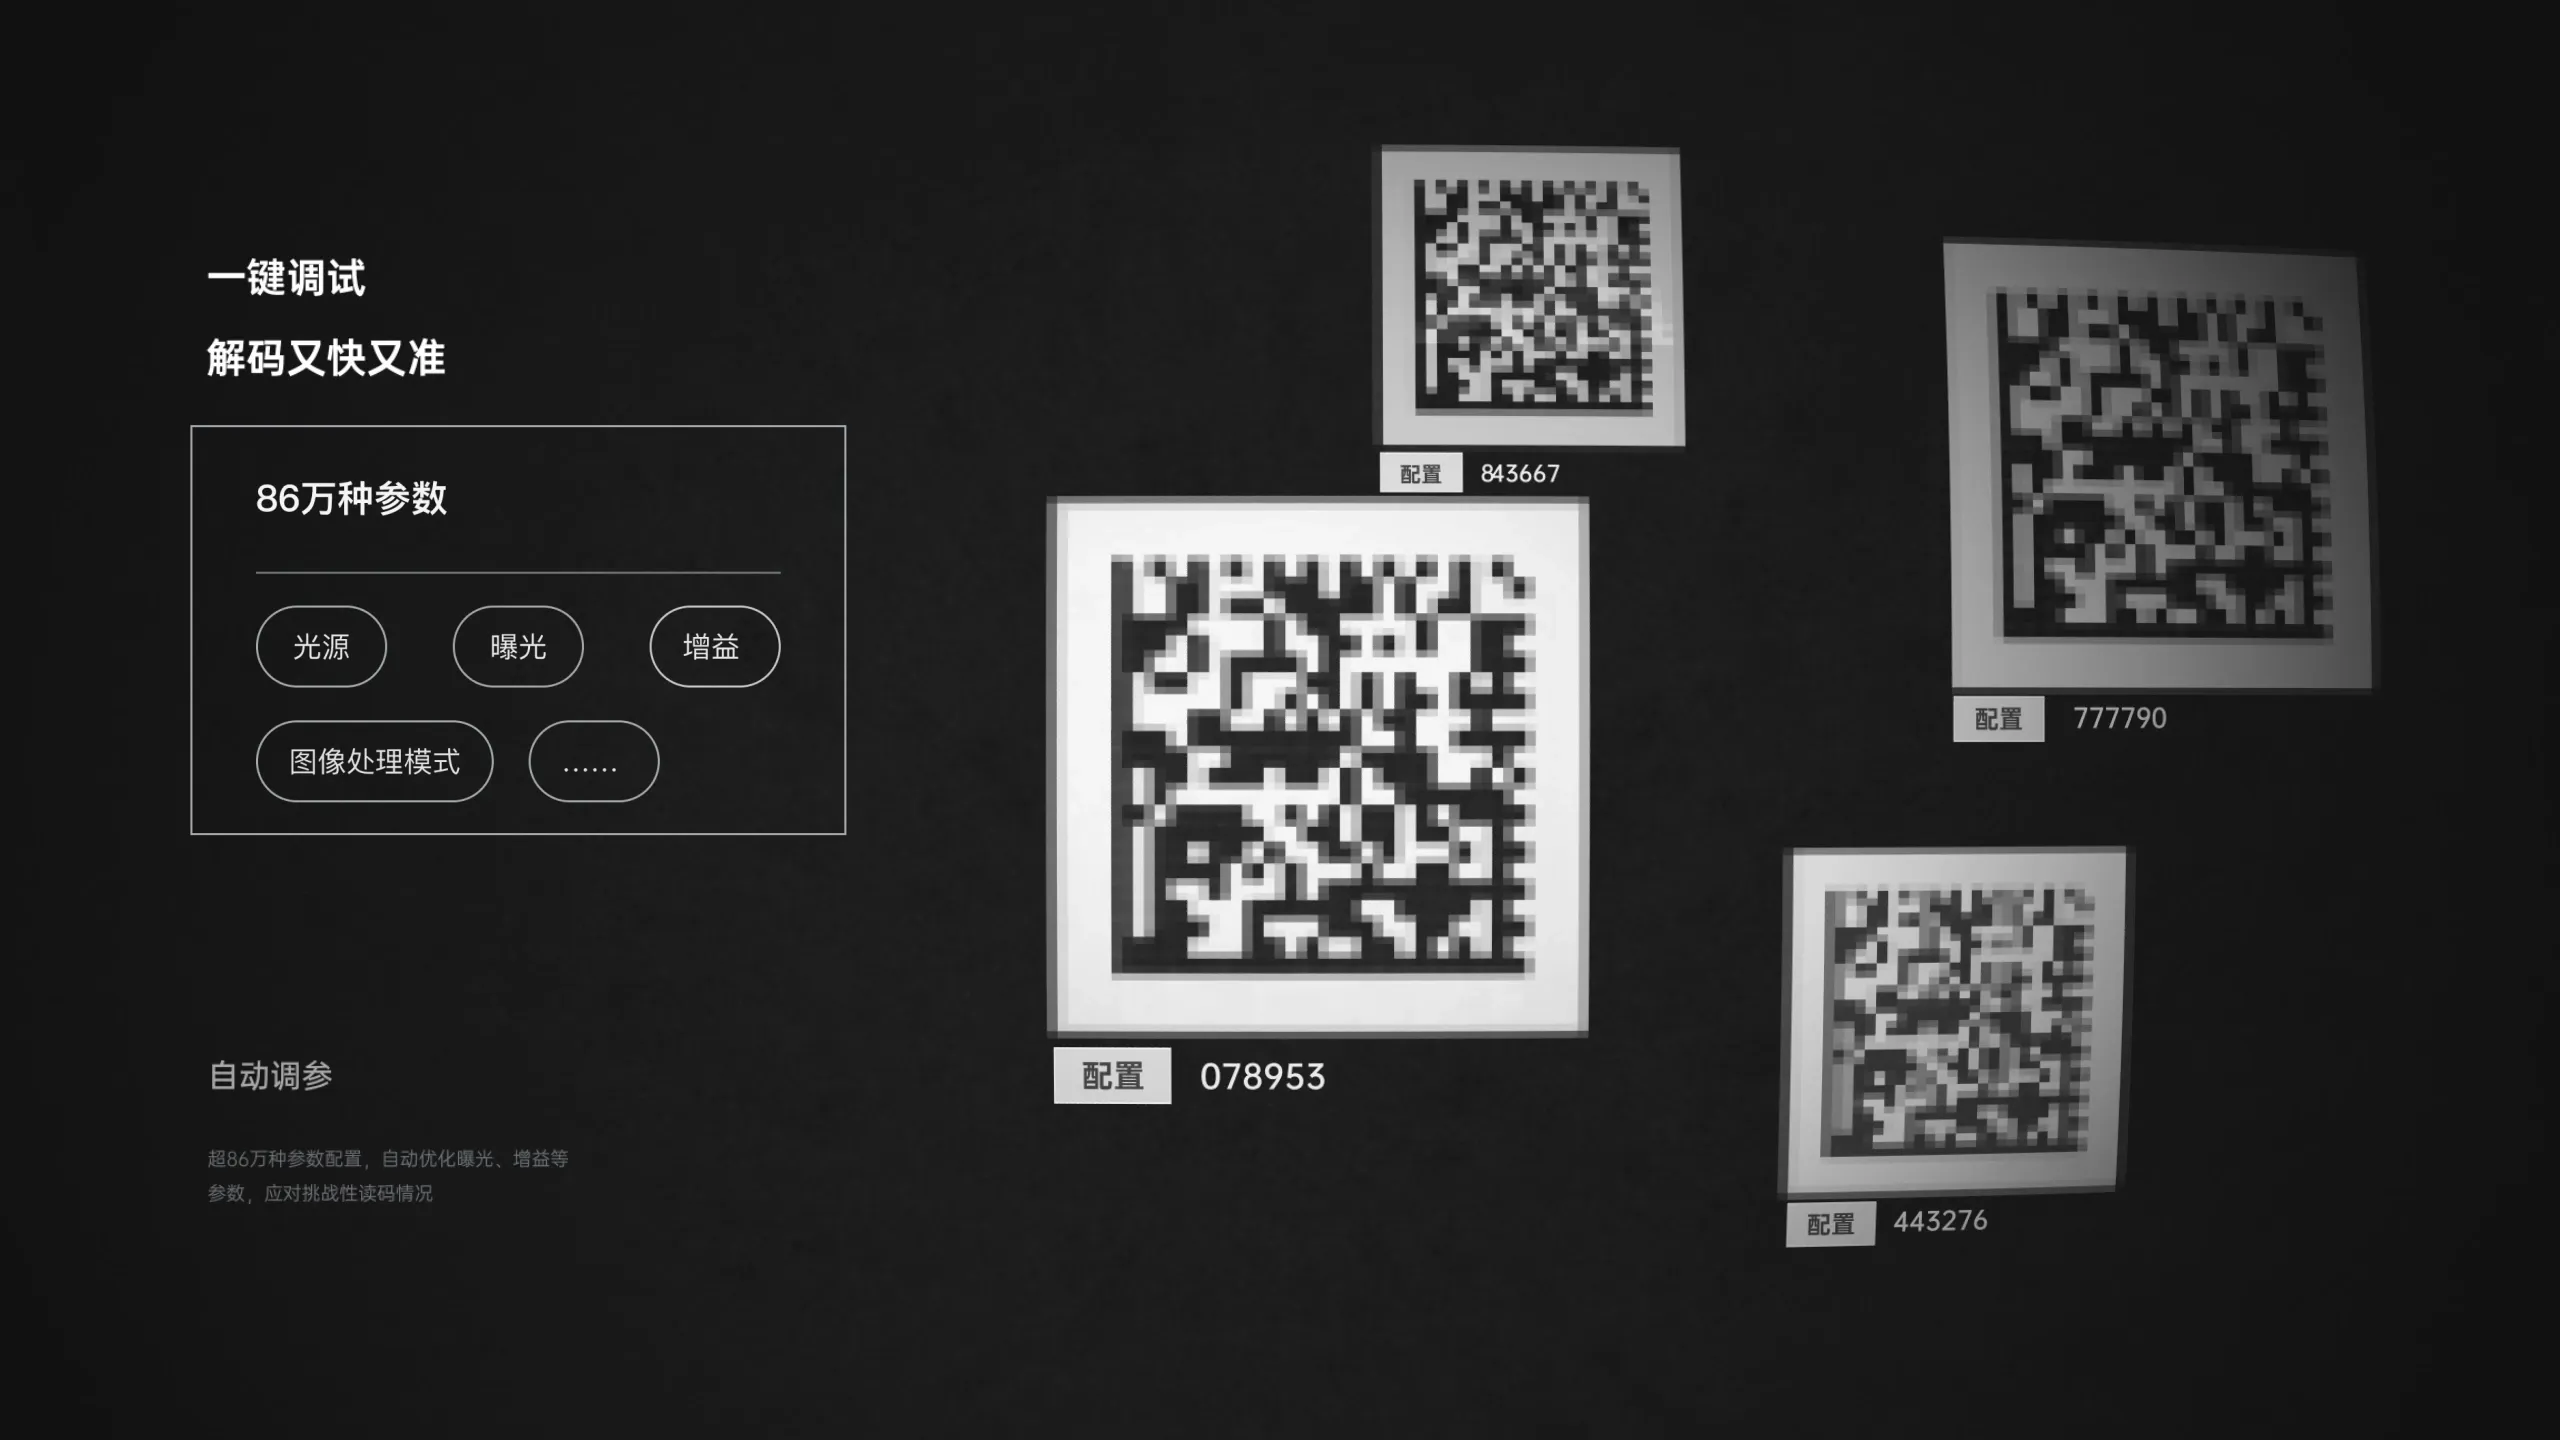 一键调试
解码又快又准
86万种参数
光源
曝光
增益
图像处理模式
……
自动调参
超86万种参数配置，自动优化曝光、增益等
参数，应对挑战性读码情况
配置 843667
配置 777790
配置 078953
配置 443276